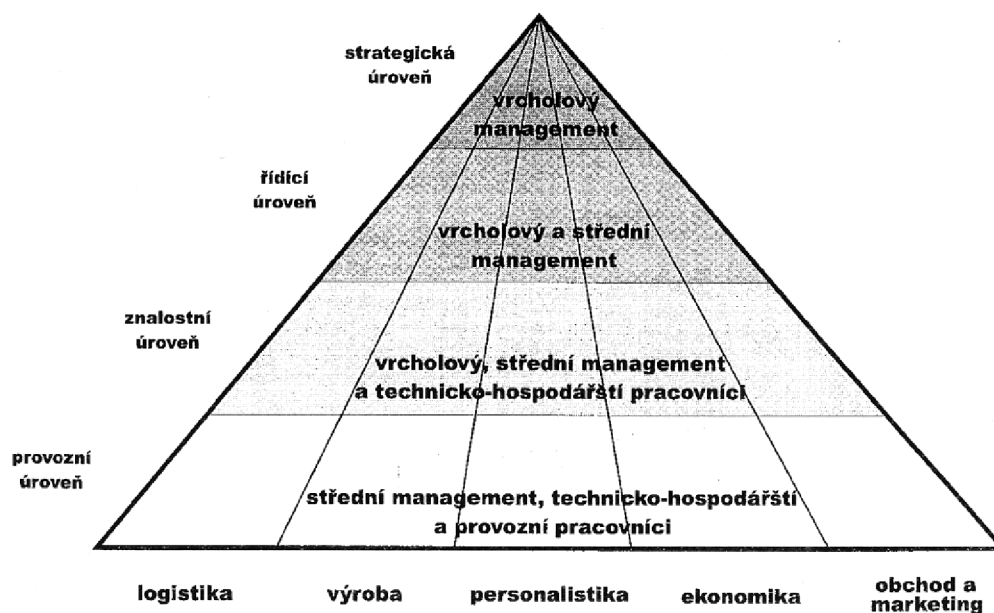 strategická
úroveň
vrcholový
management
řídící
úroveň
vrcholový a střední
management
znalostní
úroveň
vrcholový, střední management
a technicko-hospodářští pracovníci
provozní
úroveň
střední management, technicko-hospodářští
a provozní pracovníci
logistika
výroba
personalistika
ekonomika
obchod a
marketing